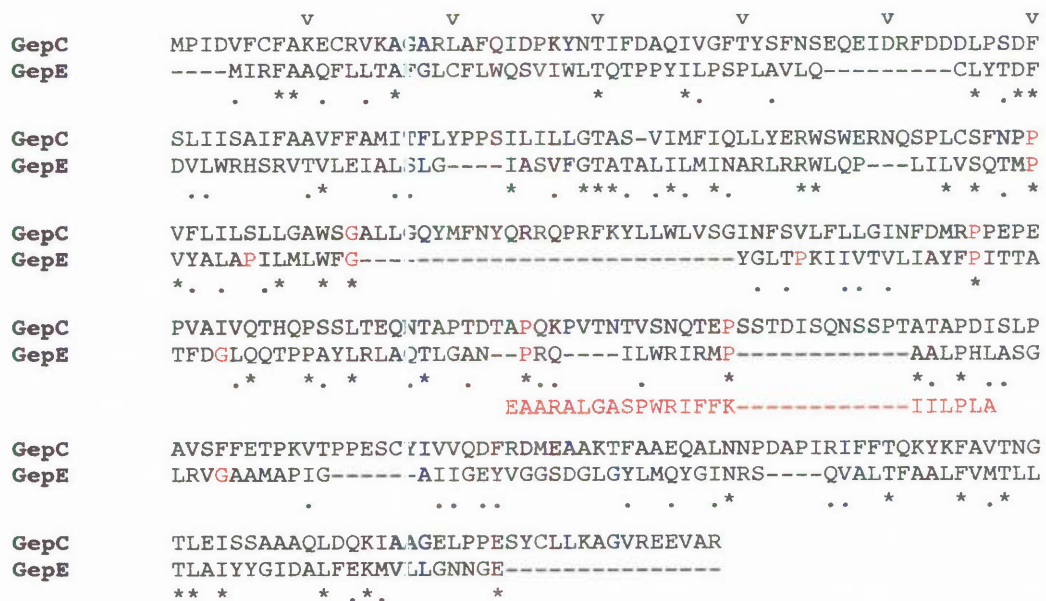 v v v v v v
GepC MPIDVFCFAKECRVKAGARLAFQIDPKYNTIFDAQIVGFTYSFNSEQEIDRFDDDLPSDF
GepE ----MIRFAAQFLLTAFGLCFLWQSVIWLTQTPPYILPSPLAVLQ---------CLYTDF
. ** . . * * *. . * .**
GepC SLIISAIFAAVFFAMITFLYPPSILILLGTAS-VIMFIQLLYERWSWERNQSPLCSFNPP
GepE DVLWRHSRVTVLEIALSLG----IASVFGTATALILMINARLRRWLQP---LILVSQTMP
.. * .. * . *** .*. * ** * . * . *
GepC VFLILSLLGAWSGALLGQYMFNYQRRQPRFKYLLWLVSGINFSVLFLLGINFDMRPPEPE
GepE VYALAPILMLWFG--------------------------YGLTPKIIVTVLIAYFPITTA
*. . .* * * . . .. . *
GepC PVAIVQTHQPSSLTEQNTAPTDTAPQKPVTNTVSNQTEPSSTDISQNSSPTATAPDISLP
GepE TFDGLQQTPPAYLRLAQTLGAN--PRQ----ILWRIRMP------------AALPHLASG
.* *. * .* . *.. . * *. * ..
EAARALGASPWRIFFK------------IILPLA
GepC AVSFFETPKVTPPESCYIVVQDFRDMEAAKTFAAEQALNNPDAPIRIFFTQKYKFAVTNG
GepE LRVGAAMAPIG------AIIGEYVGGSDGLGYLMQYGINRS----QVALTFAALFVMTLL
. .. .. . . .* .. * * . *
GepC TLEISSAAAQLDQKIAAGELPPESYCLLKAGVREEVAR
GepE TLAIYYGIDALFEKMVLLGNNGE---------------
** * * .*. *